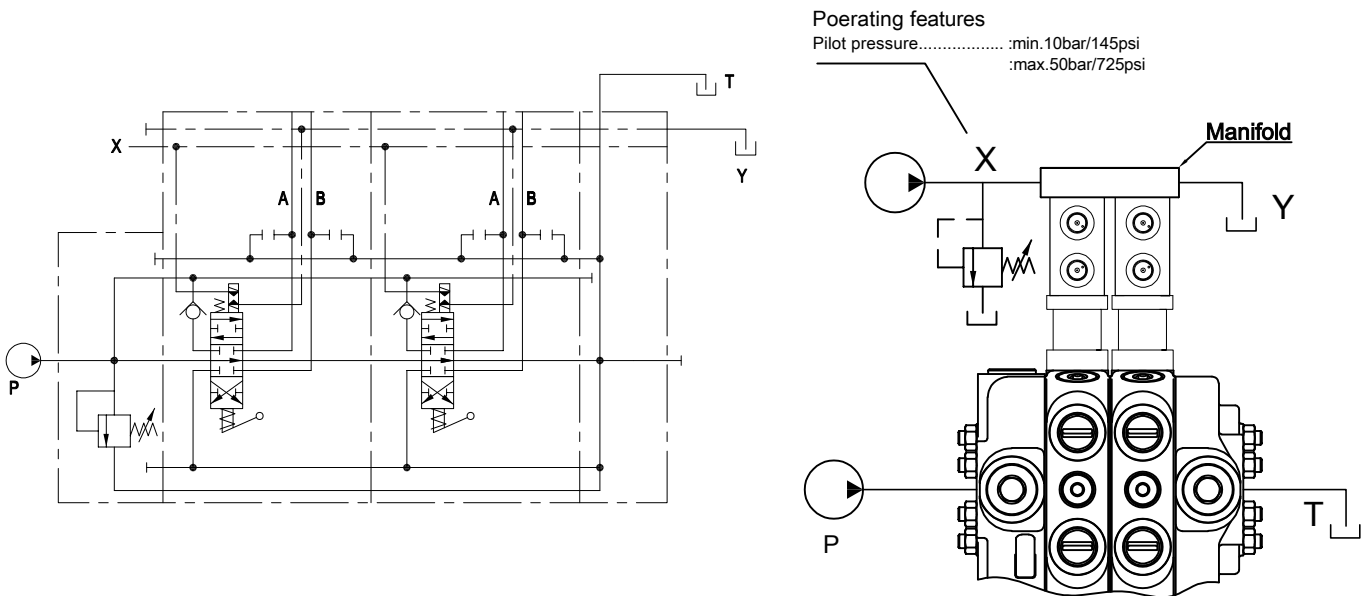 Poerating features
Pilot pressure.................. :min.10bar/145psi
:max.50bar/725psi
T
X
Y
A B
A B
P
X
Manifold
Y
P
T